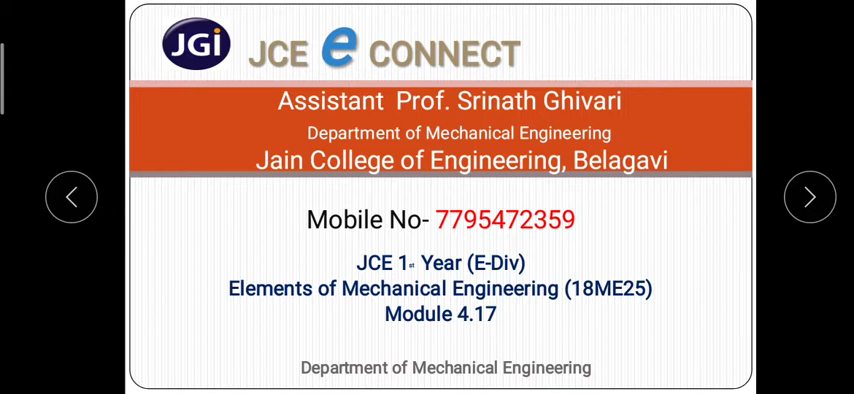 JGi JCE e CONNECT
Assistant Prof. Srinath Ghivari
Department of Mechanical Engineering
Jain College of Engineering, Belagavi
Mobile No- 7795472359
JCE 1st Year (E-Div)
Elements of Mechanical Engineering (18ME25)
Module 4.17
Department of Mechanical Engineering